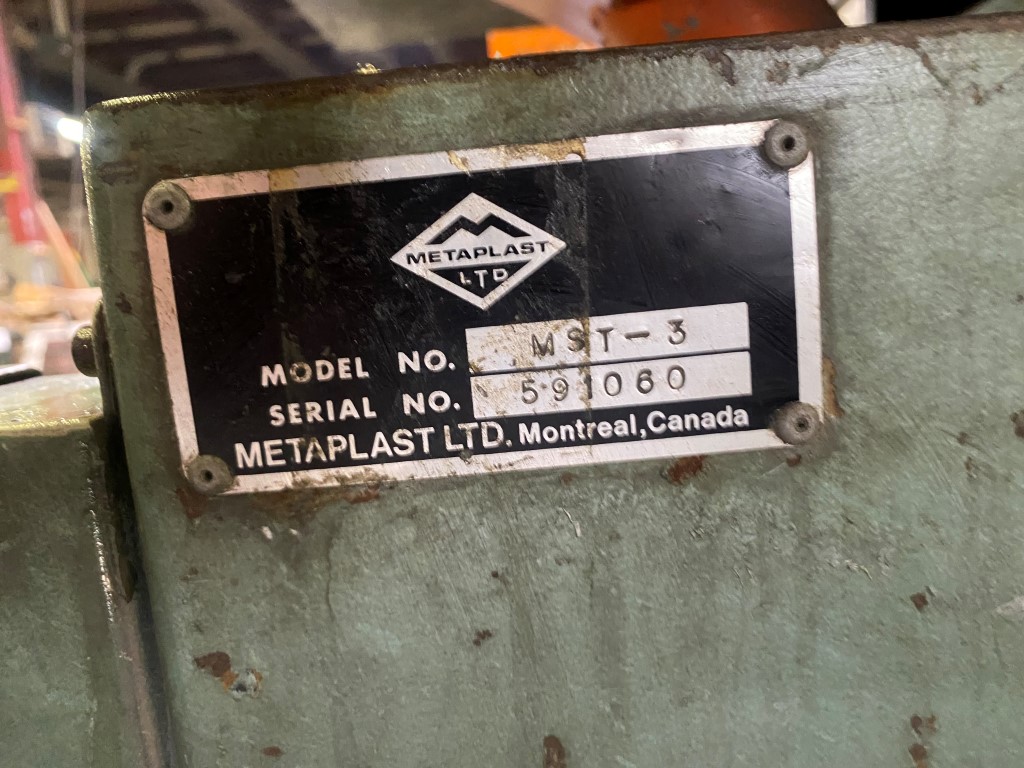 METAPLAST
LTD
MODEL NO. MST-3
SERIAL NO. 591060
METAPLAST LTD. Montreal, Canada